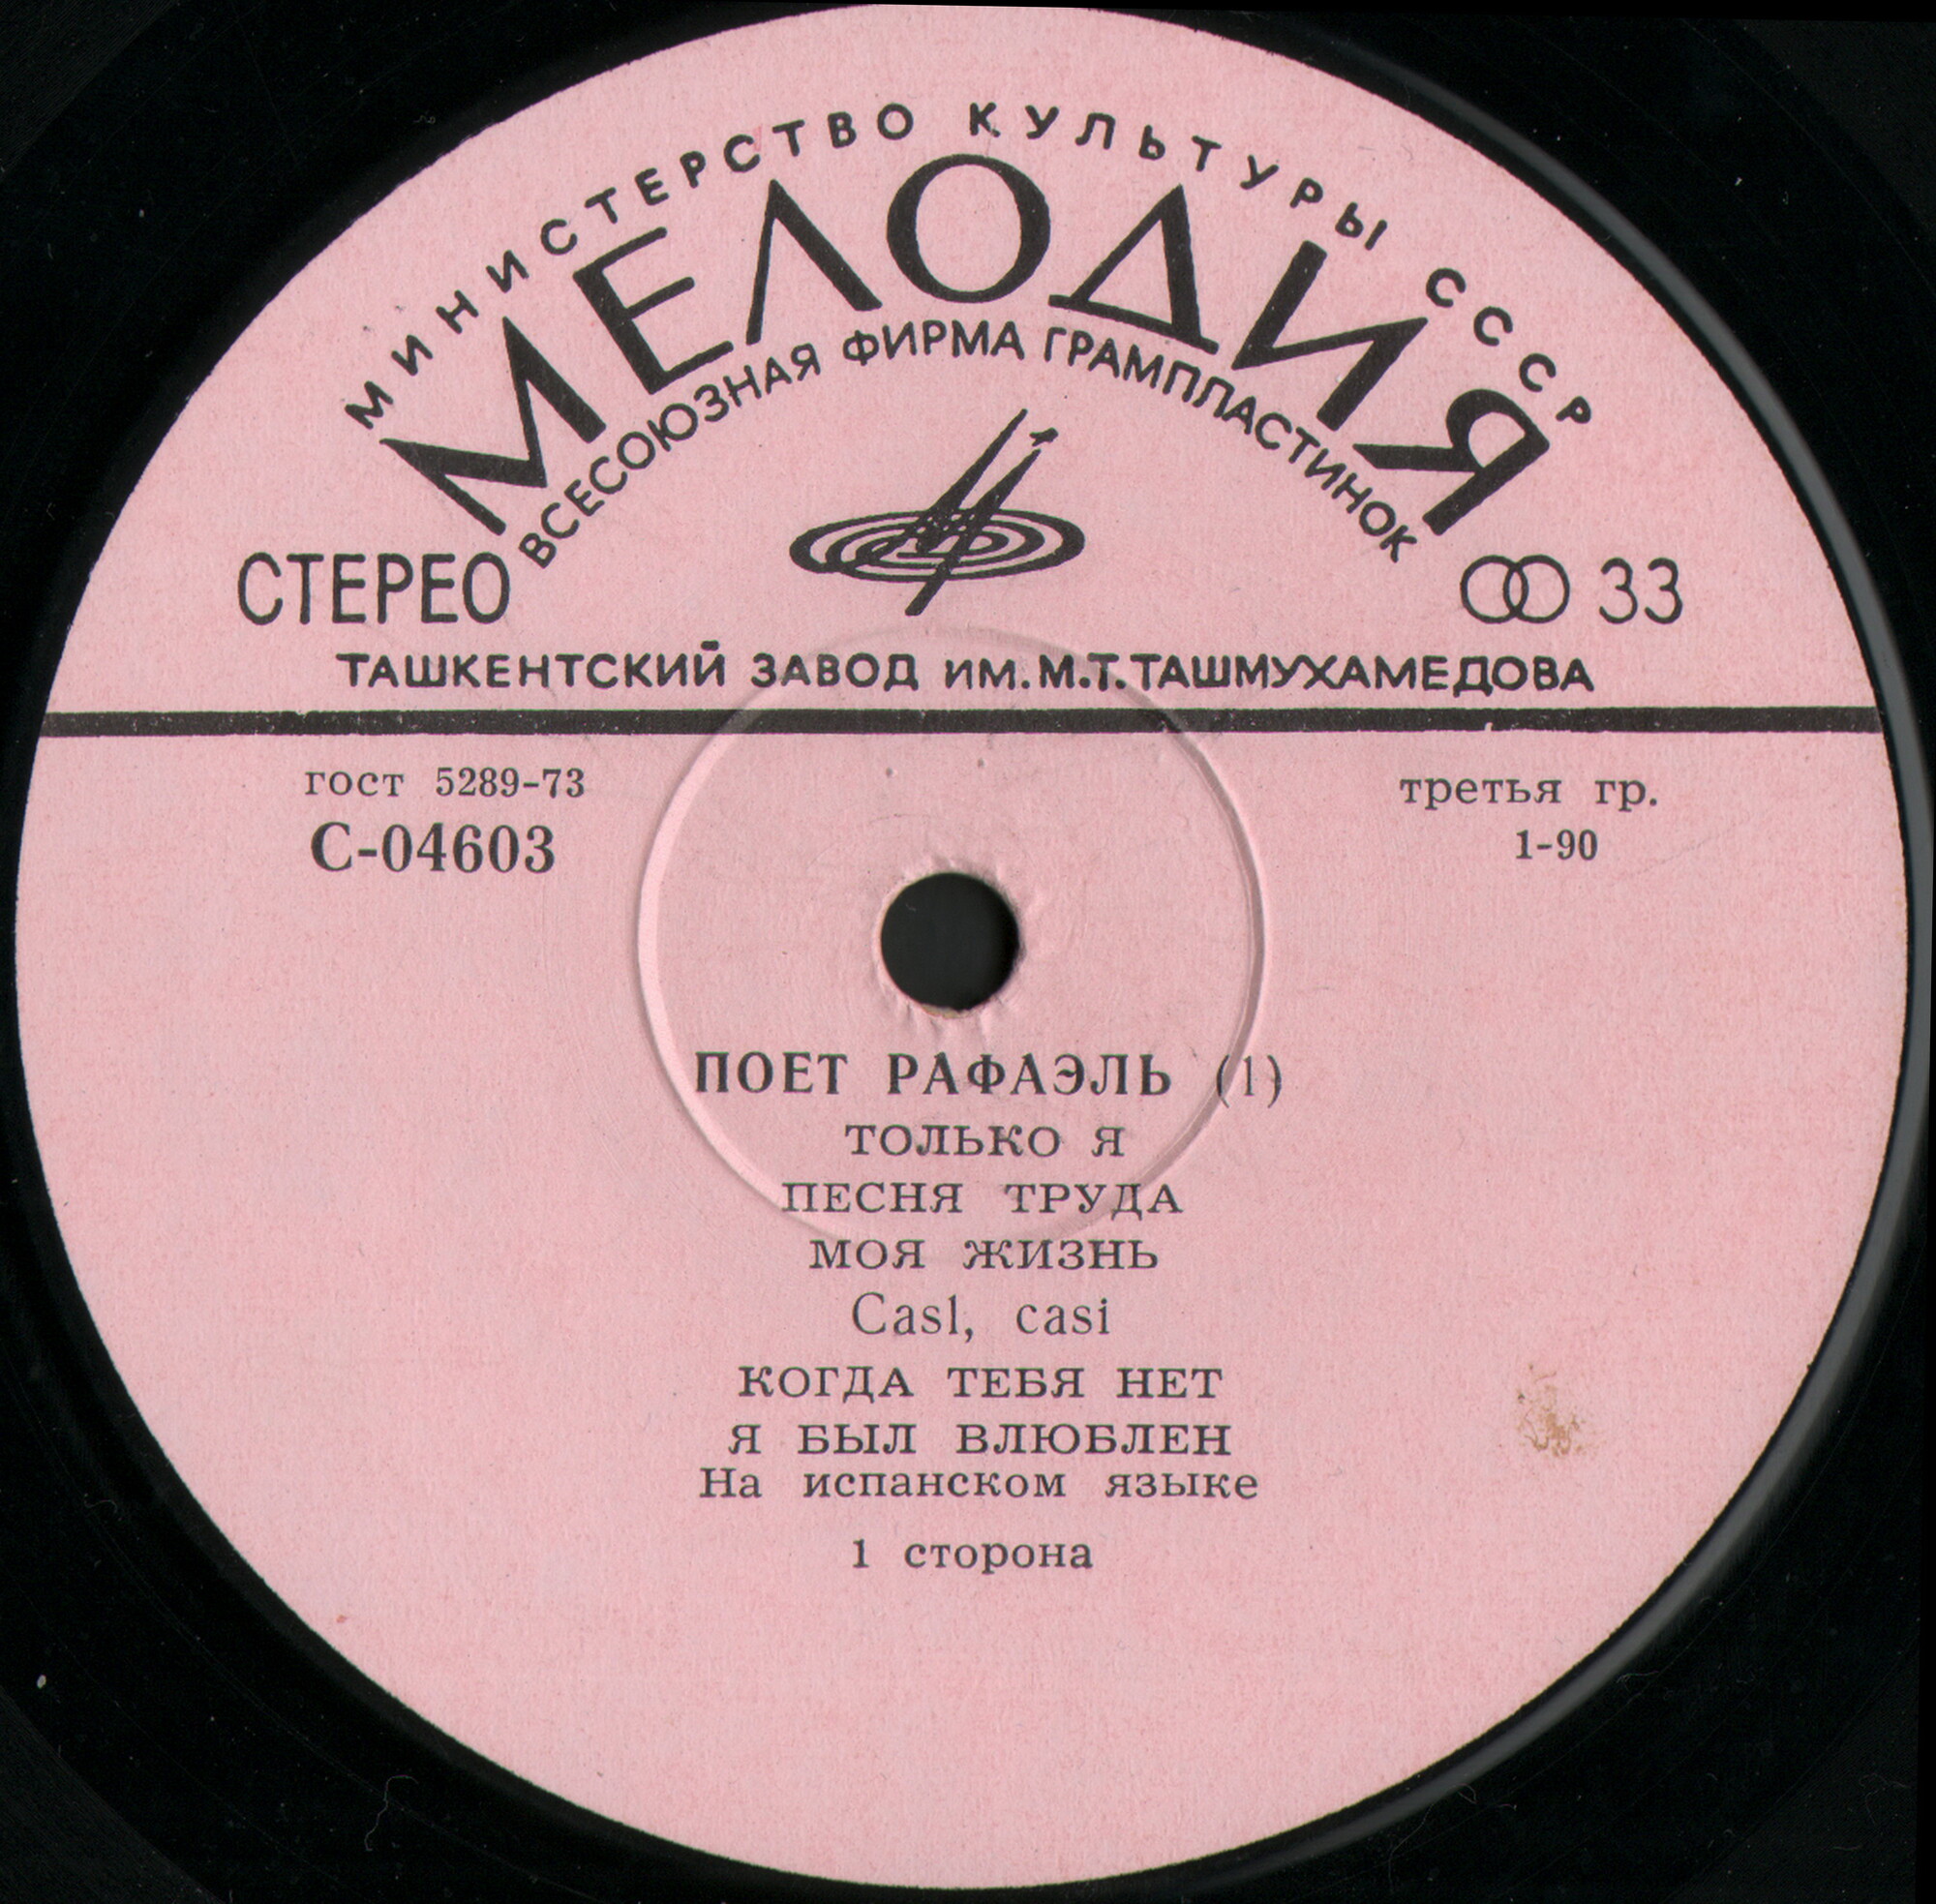 МИНИСТЕРСТВО КУЛЬТУРЫ СССР
МЕЛОДИЯ
ВСЕСОЮЗНАЯ ФИРМА ГРАМПЛАСТИНОК
СТЕРЕО 33
ТАШКЕНТСКИЙ ЗАВОД ИМ. М.Т. ТАШМУХАМЕДОВА
гост 5289-73 третья гр.
С-04603 1-90
ПОЕТ РАФАЭЛЬ (1)
ТОЛЬКО Я
ПЕСНЯ ТРУДА
МОЯ ЖИЗНЬ
Casl, casi
КОГДА ТЕБЯ НЕТ
Я БЫЛ ВЛЮБЛЕН
На испанском языке
1 сторона